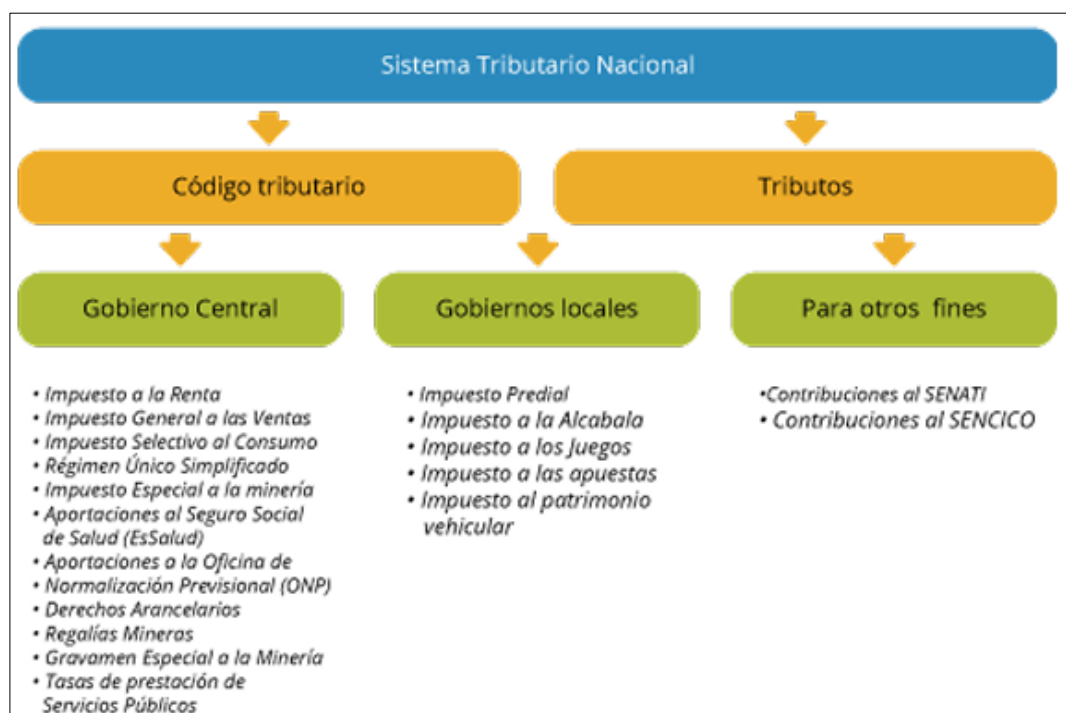 Sistema Tributario Nacional
Código tributario
Tributos
Gobierno Central
Gobiernos locales
Para otros fines
• Impuesto a la Renta
• Impuesto General a las Ventas
• Impuesto Selectivo al Consumo
• Régimen Único Simplificado
• Impuesto Especial a la minería
• Aportaciones al Seguro Social
de Salud (EsSalud)
• Aportaciones a la Oficina de
• Normalización Previsional (ONP)
• Derechos Arancelarios
• Regalías Mineras
• Gravamen Especial a la Minería
• Tasas de prestación de
Servicios Públicos
• Impuesto Predial
• Impuesto a la Alcabala
• Impuesto a los Juegos
• Impuesto a las apuestas
• Impuesto al patrimonio
vehicular
•Contribuciones al SENATI
• Contribuciones al SENCICO